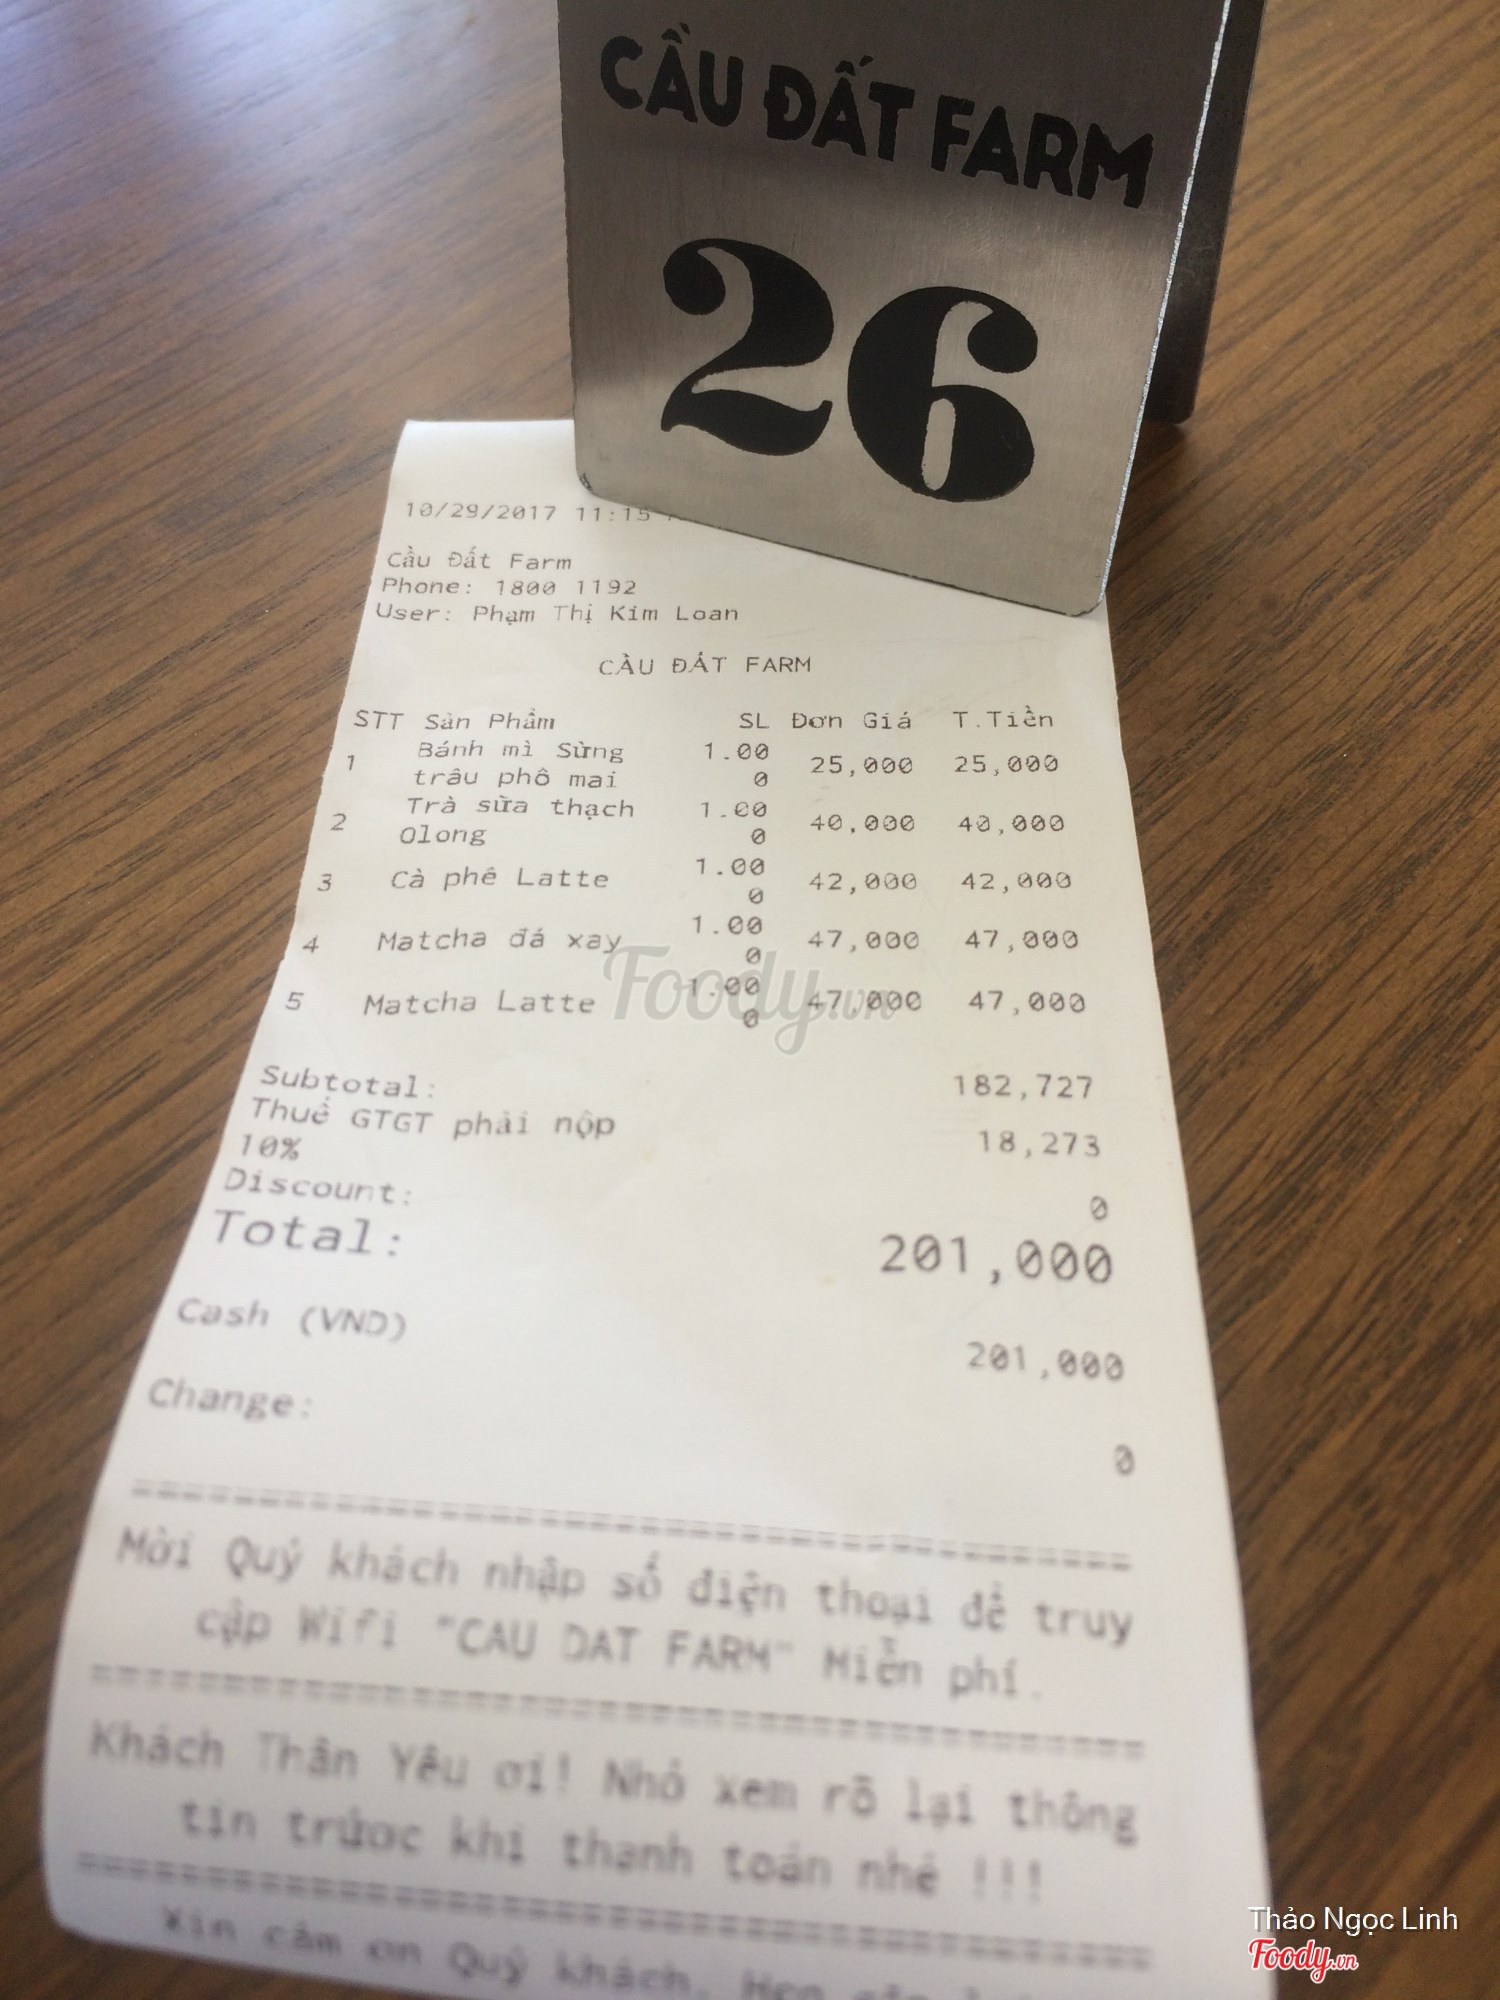 CẦU ĐẤT FARM
26
10/29/2017 11:15
Cầu Đất Farm
Phone: 1800 1192
User: Phạm Thị Kim Loan
CẦU ĐẤT FARM
STT Sản Phẩm SL Đơn Giá T.Tiền
1 Bánh mì Sừng trâu phô mai 1.000 25,000 25,000
2 Trà sữa thạch Olong 1.000 40,000 40,000
3 Cà phê Latte 1.000 42,000 42,000
4 Matcha đá xay 1.000 47,000 47,000
5 Matcha Latte 1.000 47,000 47,000
Subtotal: 182,727
Thuế GTGT phải nộp 10% 18,273
Discount: 0
Total: 201,000
Cash (VND) 201,000
Change: 0
Mời Quý khách nhập số điện thoại để truy
cập Wifi "CAU DAT FARM" Miễn phí.
Khách Thân Yêu ơi! Nhớ xem rõ lại thông
tin trước khi thanh toán nhé !!!
Xin cảm ơn Quý khách. Hẹn
Foody.vn
Thảo Ngọc Linh
Foody.vn